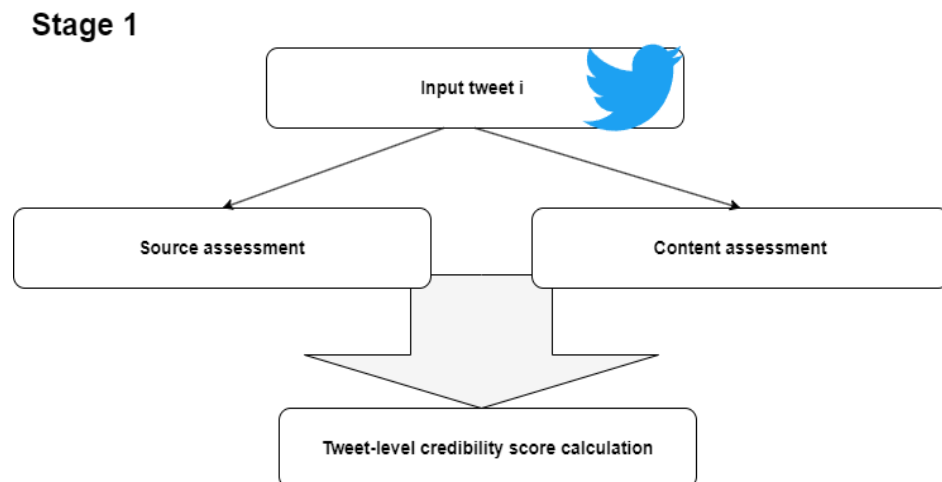 Stage 1
Input tweet i
Source assessment
Content assessment
Tweet-level credibility score calculation